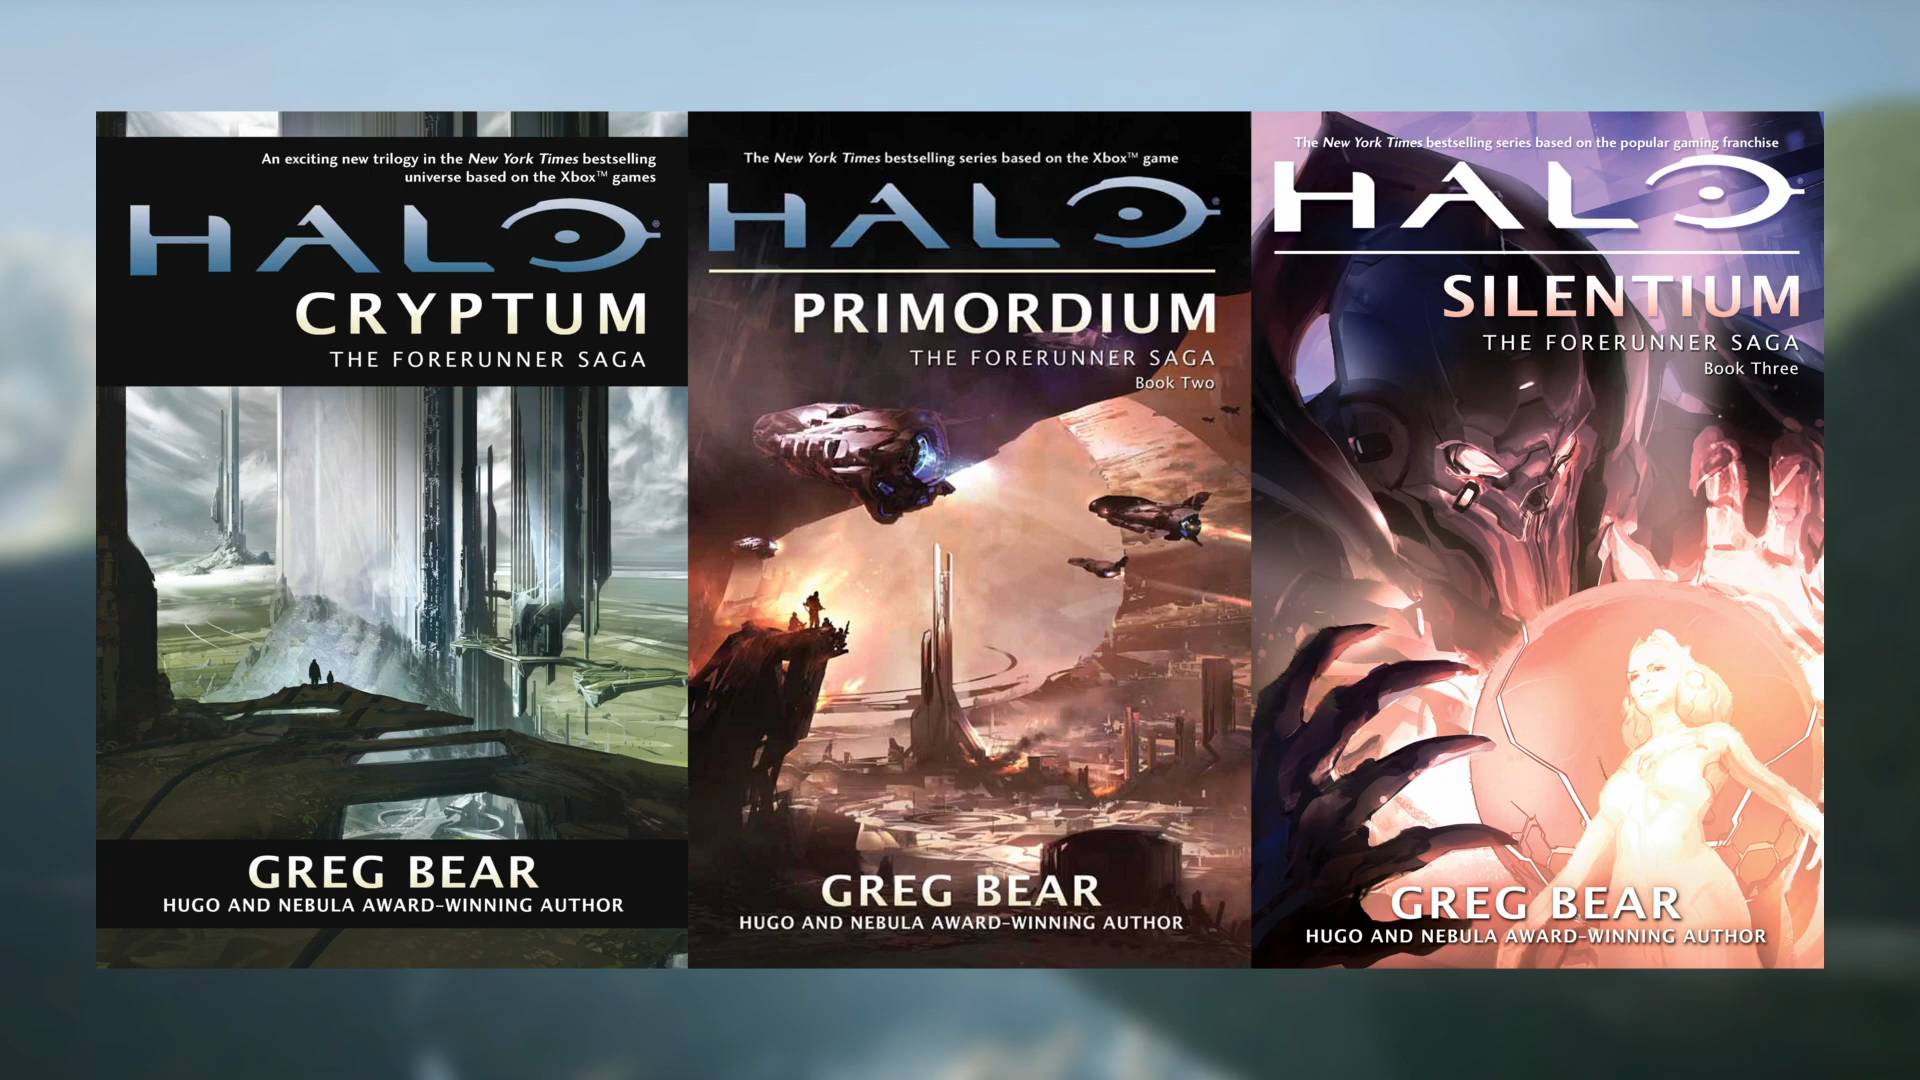 An exciting new trilogy in the New York Times bestselling
universe based on the Xbox™ games
HALO®
CRYPTUM
THE FORERUNNER SAGA
GREG BEAR
HUGO AND NEBULA AWARD–WINNING AUTHOR
The New York Times bestselling series based on the Xbox™ game
HALO®
PRIMORDIUM
THE FORERUNNER SAGA
Book Two
GREG BEAR
HUGO AND NEBULA AWARD–WINNING AUTHOR
The New York Times bestselling series based on the popular gaming franchise
HALO®
SILENTIUM
THE FORERUNNER SAGA
Book Three
GREG BEAR
HUGO AND NEBULA AWARD–WINNING AUTHOR